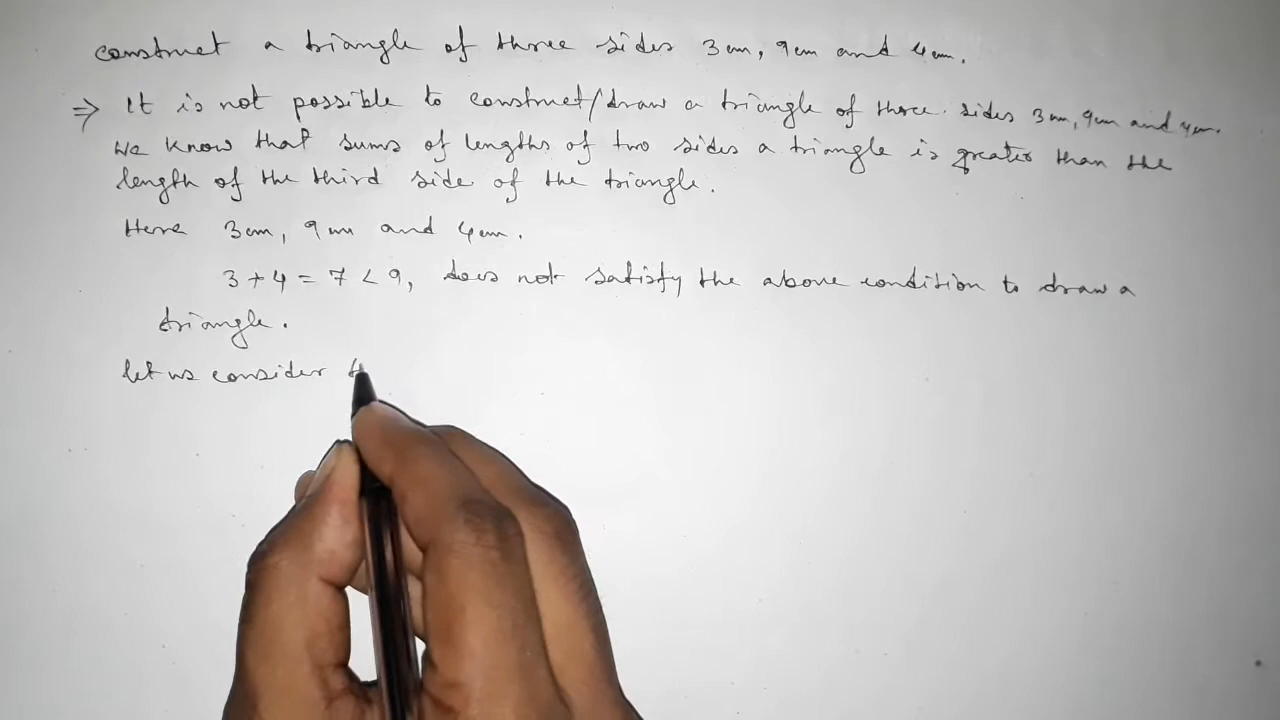 construct a triangle of three sides 3cm, 9cm and 4cm.
⇒ It is not possible to construct/draw a triangle of three sides 3cm, 9cm and 4cm.
We know that sums of lengths of two sides a triangle is greater than the
length of the third side of the triangle.
Here 3cm, 9cm and 4cm.
3 + 4 = 7 < 9, does not satisfy the above condition to draw a
triangle.
let us consider